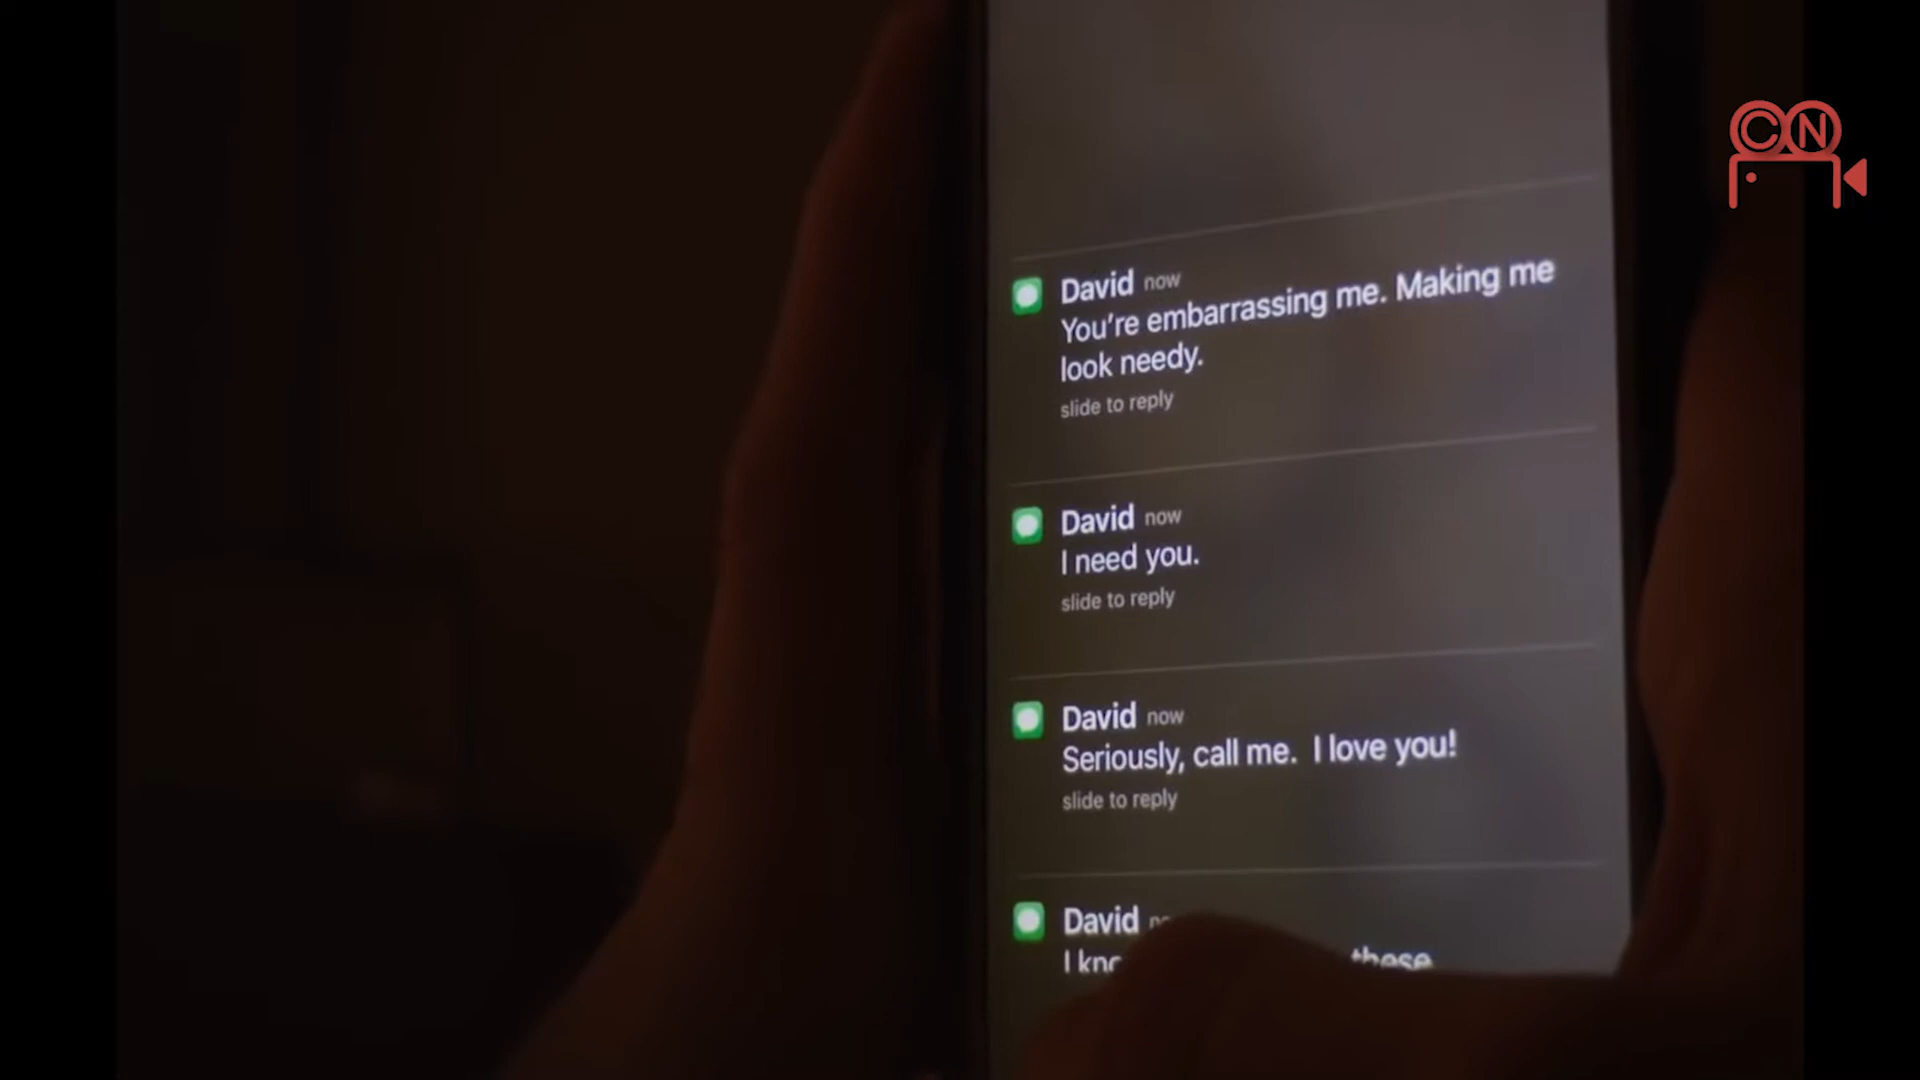 CN
David now
You're embarrassing me. Making me
look needy.
slide to reply
David now
I need you.
slide to reply
David now
Seriously, call me. I love you!
slide to reply
David
I these